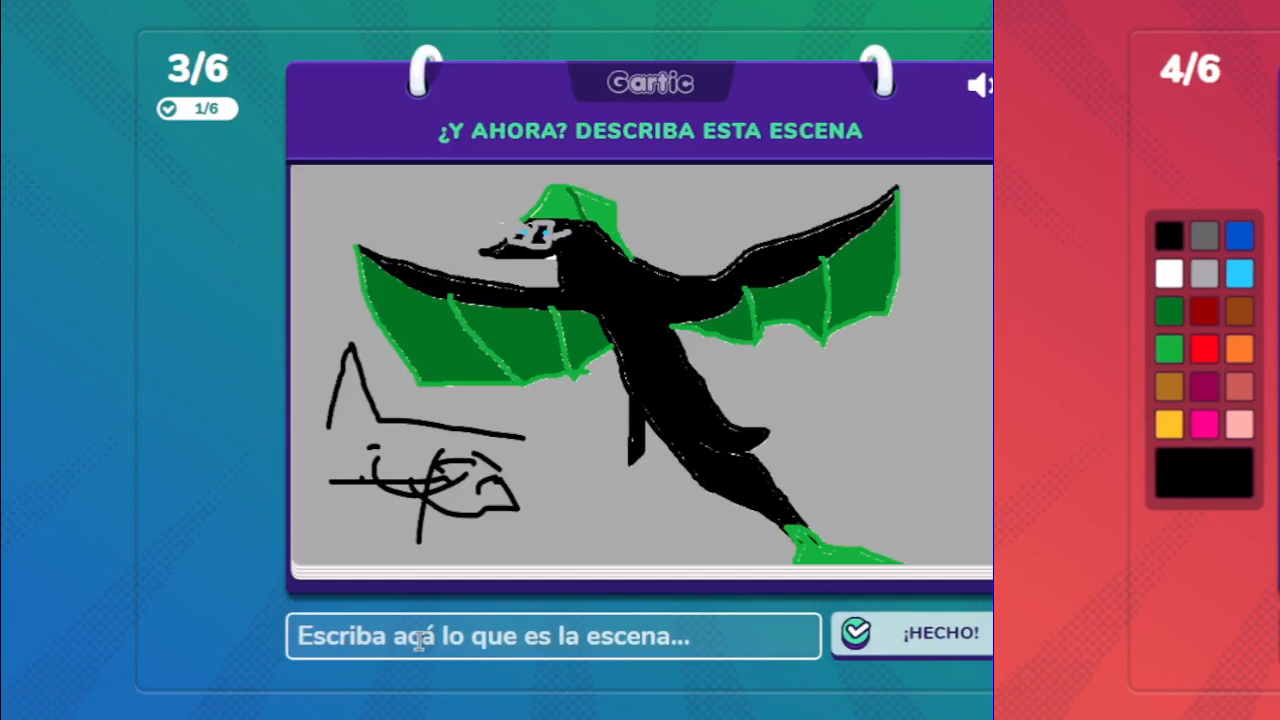 3/6
1/6
Gartic
¿Y AHORA? DESCRIBA ESTA ESCENA
Escriba aquí lo que es la escena...
¡HECHO!
4/6